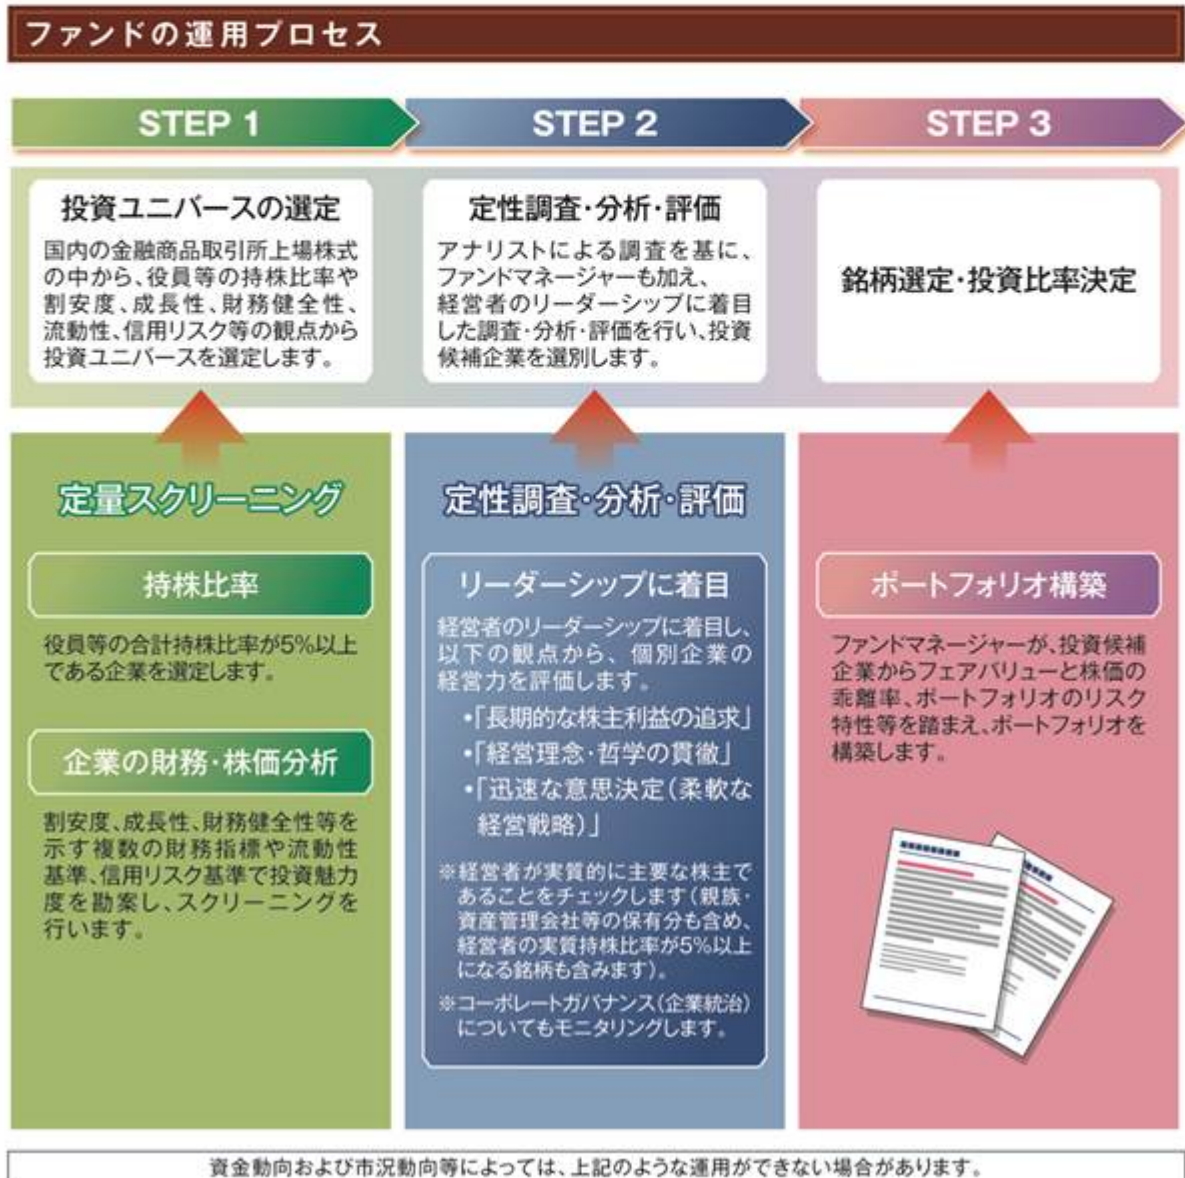 ファンドの運用プロセス
STEP 1
STEP 2
STEP 3
投資ユニバースの選定
国内の金融商品取引所上場株式
の中から、役員等の持株比率や
割安度、成長性、財務健全性、
流動性、信用リスク等の観点から
投資ユニバースを選定します。
定性調査・分析・評価
アナリストによる調査を基に、
ファンドマネージャーも加え、
経営者のリーダーシップに着目
した調査・分析・評価を行い、投資
候補企業を選別します。
銘柄選定・投資比率決定
定量スクリーニング
持株比率
役員等の合計持株比率が5%以上
である企業を選定します。
企業の財務・株価分析
割安度、成長性、財務健全性等を
示す複数の財務指標や流動性
基準、信用リスク基準で投資魅力
度を勘案し、スクリーニングを
行います。
定性調査・分析・評価
リーダーシップに着目
経営者のリーダーシップに着目し、
以下の観点から、個別企業の
経営力を評価します。
•「長期的な株主利益の追求」
•「経営理念・哲学の貫徹」
•「迅速な意思決定(柔軟な
経営戦略)」
※経営者が実質的に主要な株主で
あることをチェックします(親族・
資産管理会社等の保有分も含め、
経営者の実質持株比率が5%以上
になる銘柄も含みます)。
※コーポレートガバナンス(企業統治)
についてもモニタリングします。
ポートフォリオ構築
ファンドマネージャーが、投資候補
企業からフェアバリューと株価の
乖離率、ポートフォリオのリスク
特性等を踏まえ、ポートフォリオを
構築します。
資金動向および市況動向等によっては、上記のような運用ができない場合があります。